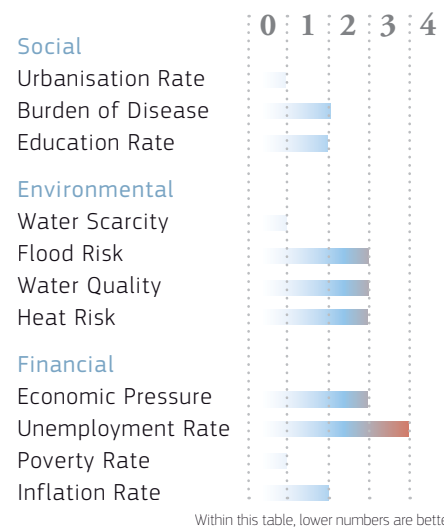 0 1 2 3 4
Social
Urbanisation Rate
Burden of Disease
Education Rate
Environmental
Water Scarcity
Flood Risk
Water Quality
Heat Risk
Financial
Economic Pressure
Unemployment Rate
Poverty Rate
Inflation Rate
Within this table, lower numbers are